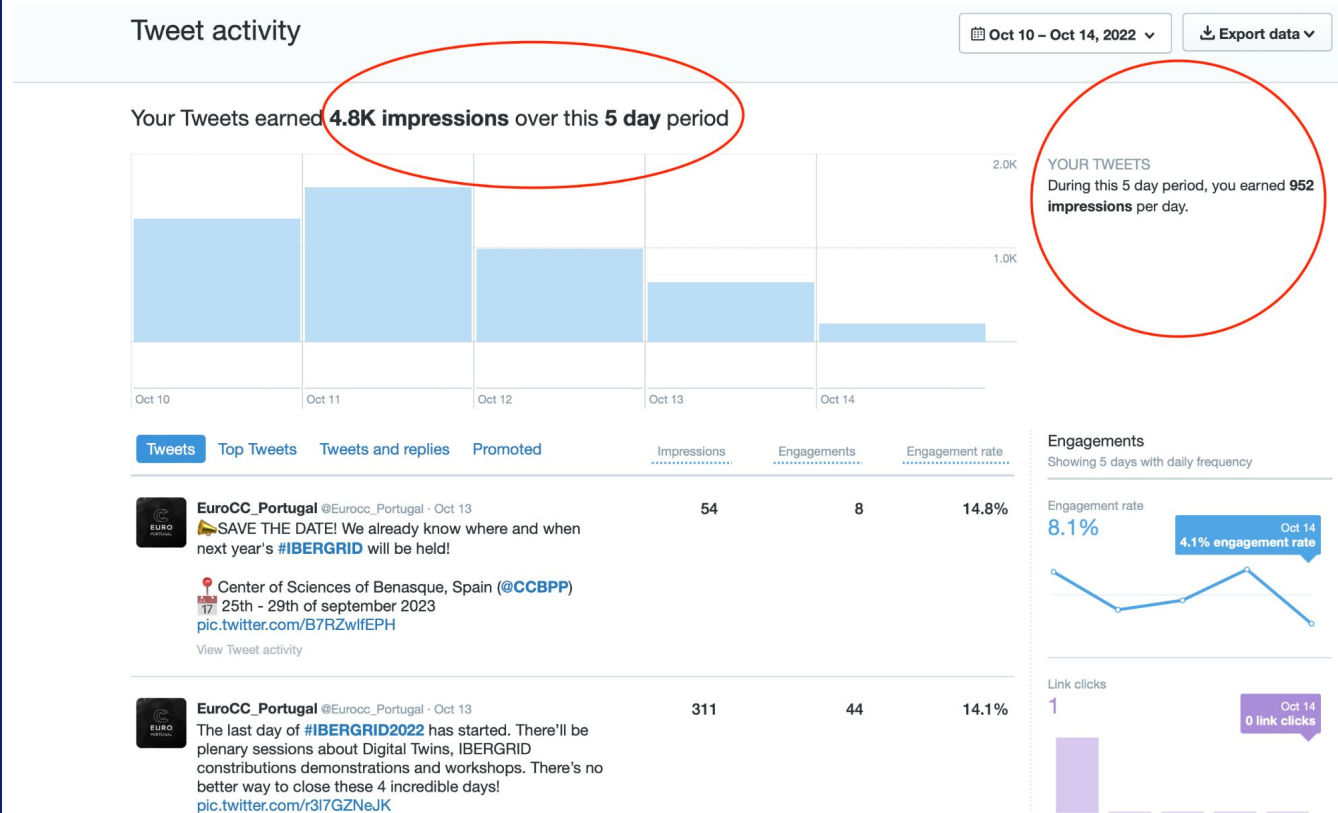 Tweet activity
Oct 10 – Oct 14, 2022
Export data
Your Tweets earned 4.8K impressions over this 5 day period
2.0K
1.0K
Oct 10
Oct 11
Oct 12
Oct 13
Oct 14
YOUR TWEETS
During this 5 day period, you earned 952
impressions per day.
Tweets
Top Tweets
Tweets and replies
Promoted
Impressions
Engagements
Engagement rate
EURO
PORTUGAL
EuroCC_Portugal @Eurocc_Portugal · Oct 13
📣SAVE THE DATE! We already know where and when
next year's #IBERGRID will be held!
📍Center of Sciences of Benasque, Spain (@CCBPP)
📅 25th - 29th of september 2023
pic.twitter.com/B7RZwlfEPH
View Tweet activity
54
8
14.8%
EURO
PORTUGAL
EuroCC_Portugal @Eurocc_Portugal · Oct 13
The last day of #IBERGRID2022 has started. There'll be
plenary sessions about Digital Twins, IBERGRID
constributions demonstrations and workshops. There's no
better way to close these 4 incredible days!
pic.twitter.com/r3l7GZNeJK
311
44
14.1%
Engagements
Showing 5 days with daily frequency
Engagement rate
8.1%
Oct 14
4.1% engagement rate
Link clicks
1
Oct 14
0 link clicks